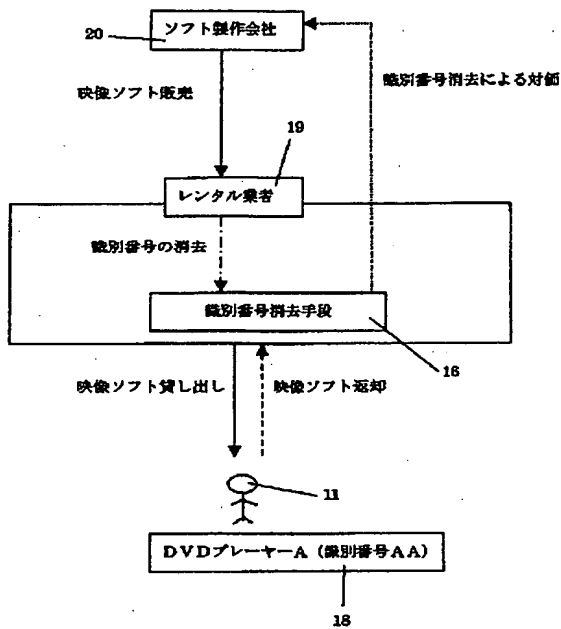 20
ソフト製作会社
識別番号消去による対価
映像ソフト販売
19
レンタル業者
識別番号の消去
識別番号消去手段
16
映像ソフト貸し出し
映像ソフト返却
11
DVDプレーヤーA(識別番号AA)
18